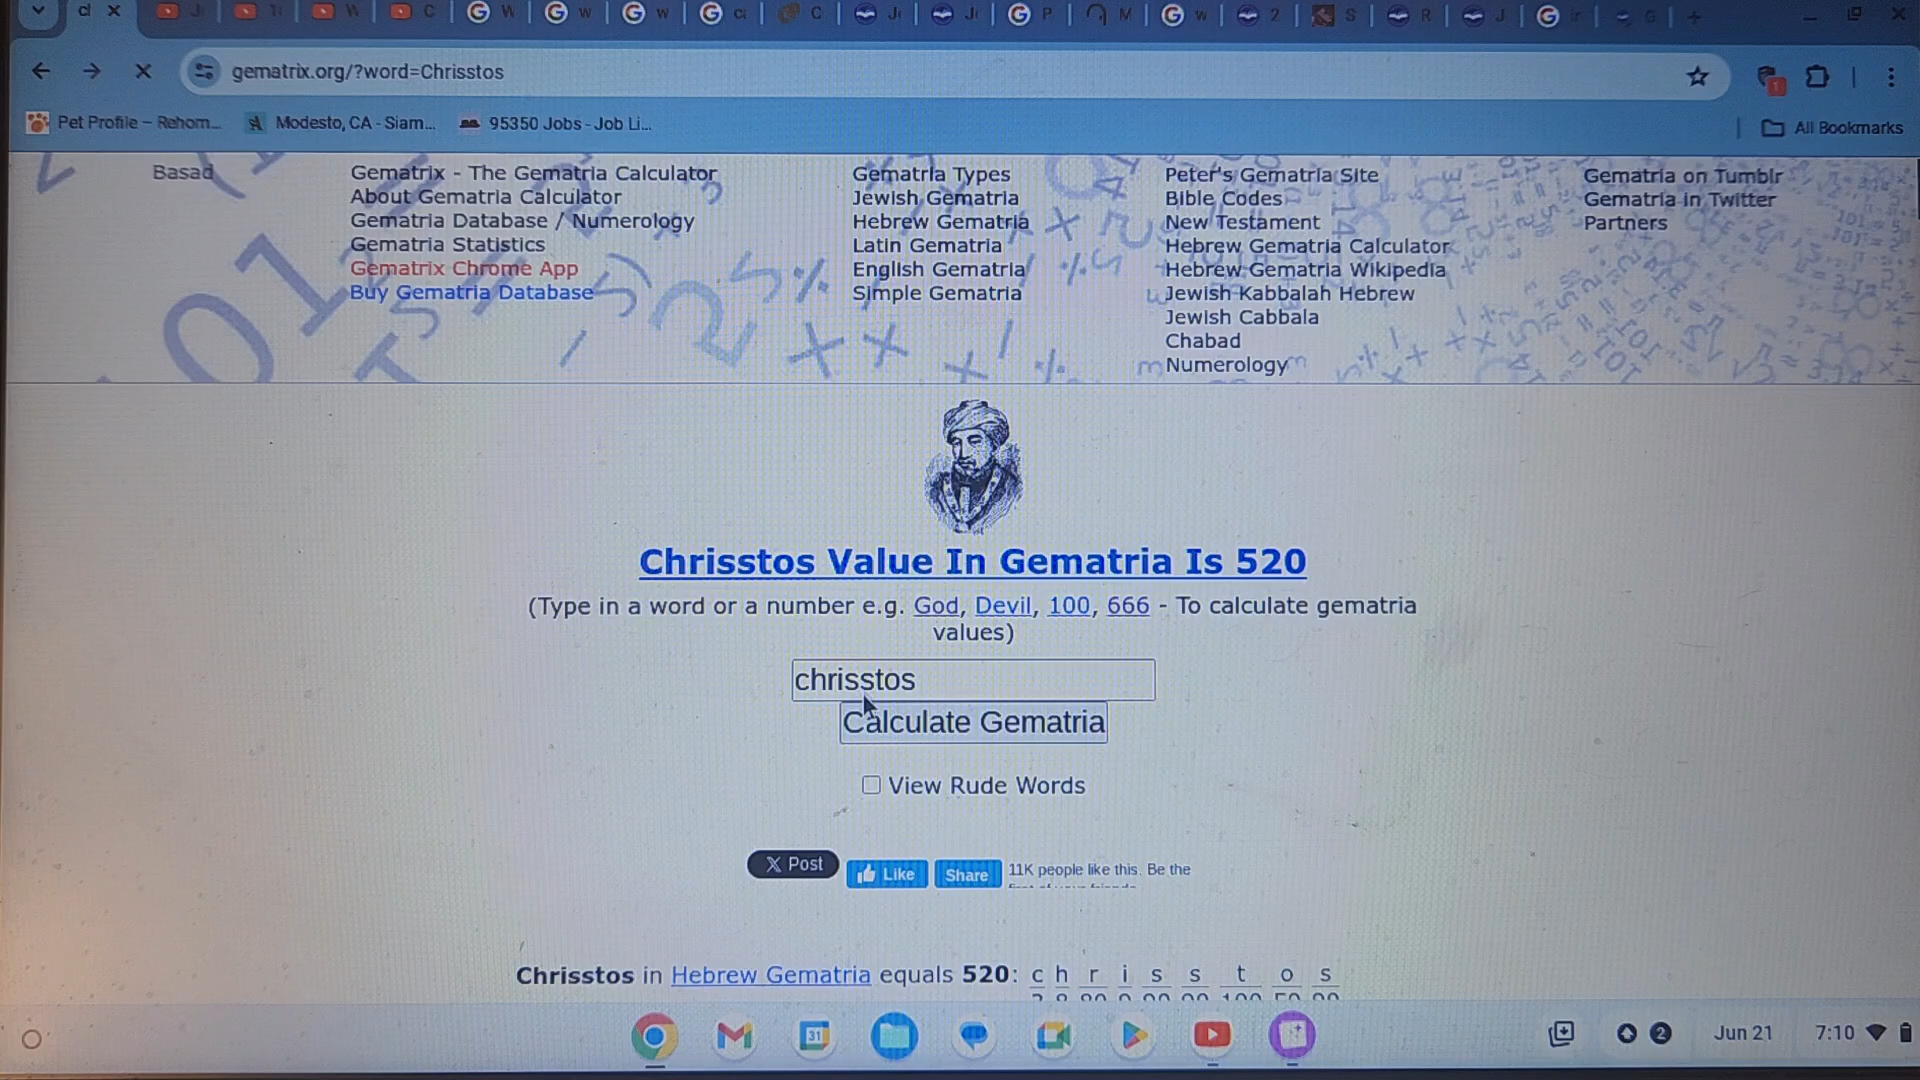 gematrix.org/?word=Chrisstos
Pet Profile – Rehom...
Modesto, CA - Siam...
95350 Jobs - Job Li...
All Bookmarks
Basad
Gematrix - The Gematria Calculator
About Gematria Calculator
Gematria Database / Numerology
Gematria Statistics
Gematrix Chrome App
Buy Gematria Database
Gematria Types
Jewish Gematria
Hebrew Gematria
Latin Gematria
English Gematria
Simple Gematria
Peter's Gematria Site
Bible Codes
New Testament
Hebrew Gematria Calculator
Hebrew Gematria Wikipedia
Jewish Kabbalah Hebrew
Jewish Cabbala
Chabad
Numerology
Gematria on Tumblr
Gematria in Twitter
Partners
Chrisstos Value In Gematria Is 520
(Type in a word or a number e.g. God, Devil, 100, 666 - To calculate gematria
values)
chrisstos
Calculate Gematria
View Rude Words
X Post
Like
Share
11K people like this. Be the
Chrisstos in Hebrew Gematria equals 520: c h r i s s t o s
31
2
Jun 21
7:10